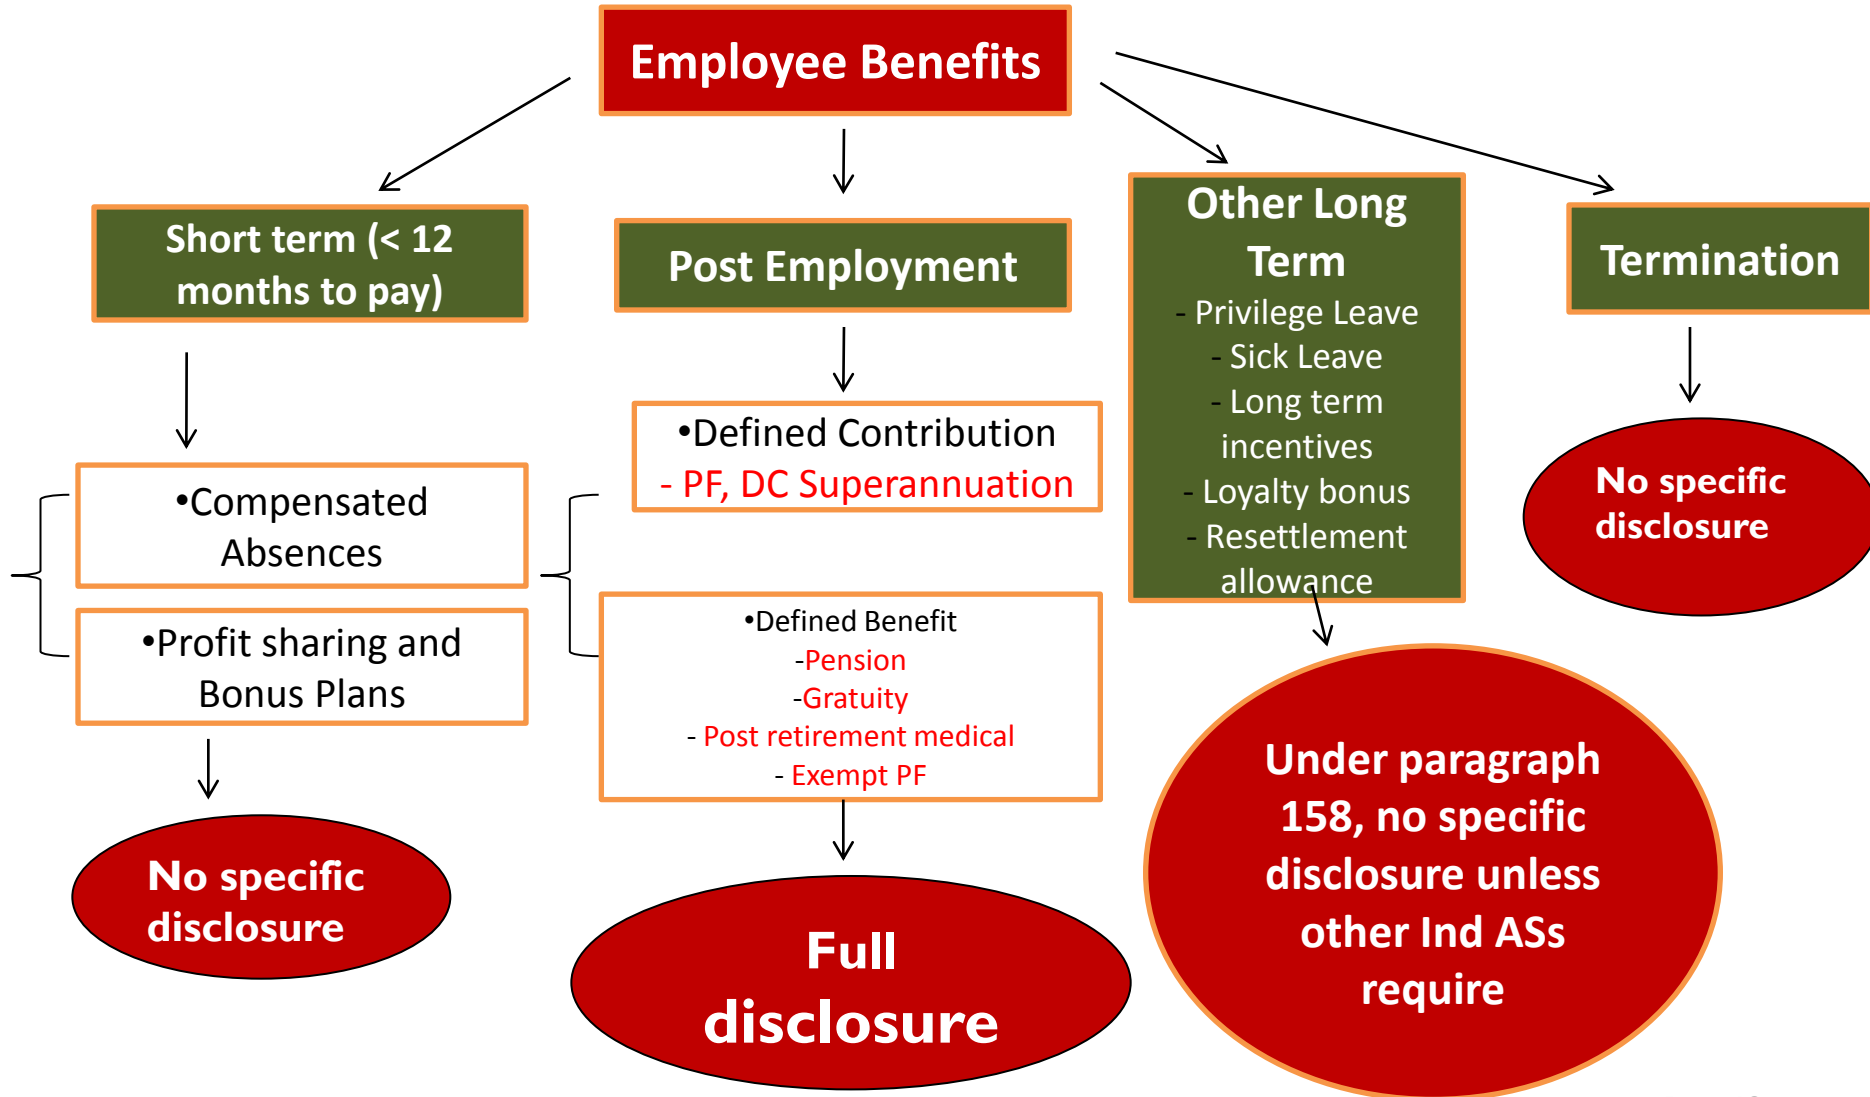 Employee Benefits
Short term (< 12
months to pay)
•Compensated
Absences
•Profit sharing and
Bonus Plans
No specific
disclosure
Post Employment
•Defined Contribution
- PF, DC Superannuation
•Defined Benefit
-Pension
-Gratuity
- Post retirement medical
- Exempt PF
Full
disclosure
Other Long
Term
- Privilege Leave
- Sick Leave
- Long term
incentives
- Loyalty bonus
- Resettlement
allowance
Under paragraph
158, no specific
disclosure unless
other Ind ASs
require
Termination
No specific
disclosure